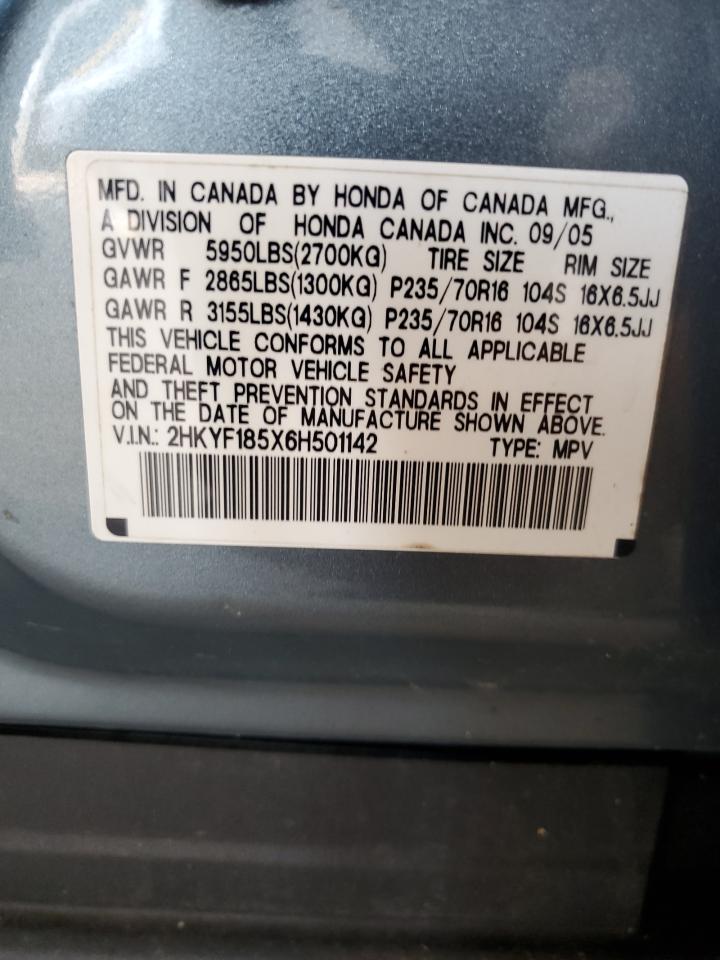 MFD. IN CANADA BY HONDA OF CANADA MFG.,
A DIVISION OF HONDA CANADA INC. 09/05
GVWR 5950LBS(2700KG) TIRE SIZE RIM SIZE
GAWR F 2865LBS(1300KG) P235/70R16 104S 16X6.5JJ
GAWR R 3155LBS(1430KG) P235/70R16 104S 16X6.5JJ
THIS VEHICLE CONFORMS TO ALL APPLICABLE
FEDERAL MOTOR VEHICLE SAFETY
AND THEFT PREVENTION STANDARDS IN EFFECT
ON THE DATE OF MANUFACTURE SHOWN ABOVE.
V.I.N.: 2HKYF185X6H501142 TYPE: MPV